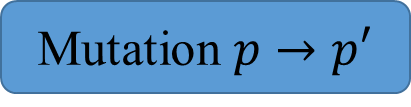 Mutation p → p′